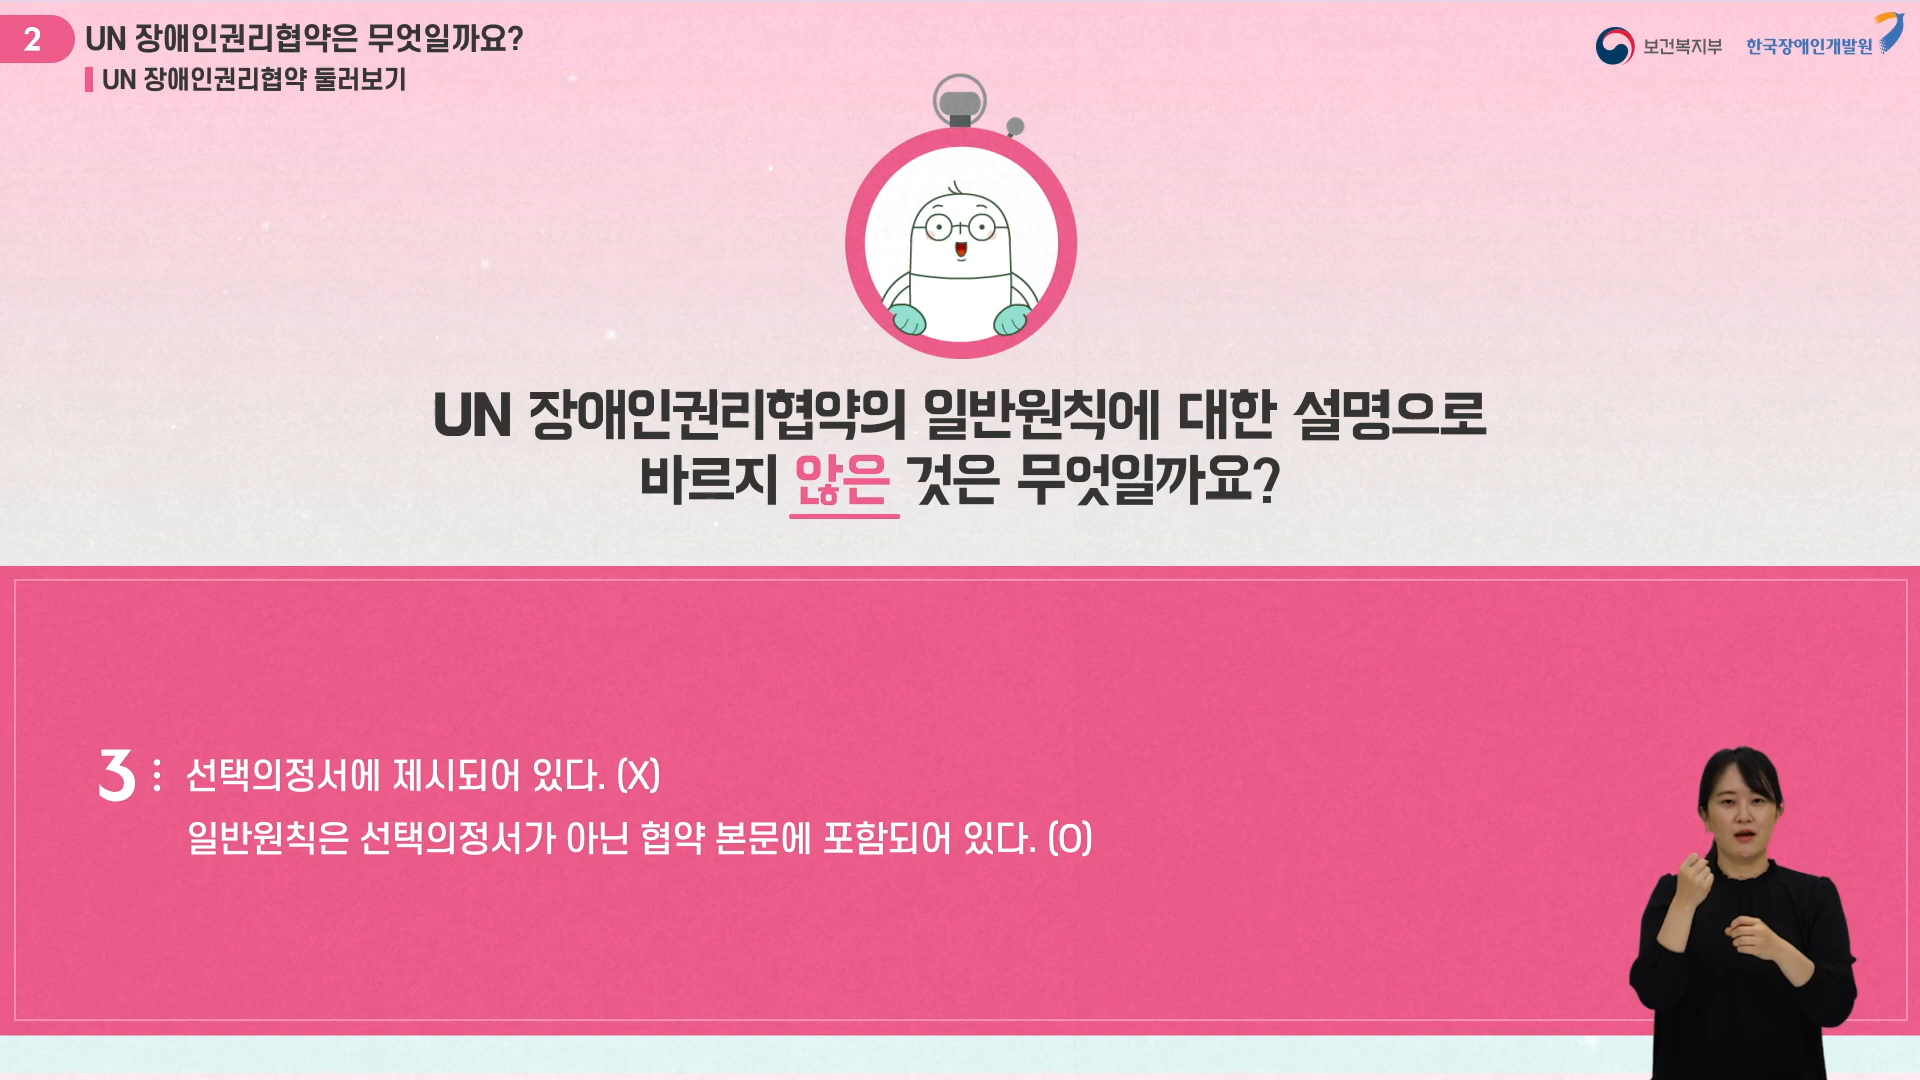 2
UN 장애인권리협약은 무엇일까요?
UN 장애인권리협약 둘러보기
보건복지부
한국장애인개발원
UN 장애인권리협약의 일반원칙에 대한 설명으로
바르지 않은 것은 무엇일까요?
3
선택의정서에 제시되어 있다. (X)
일반원칙은 선택의정서가 아닌 협약 본문에 포함되어 있다. (O)